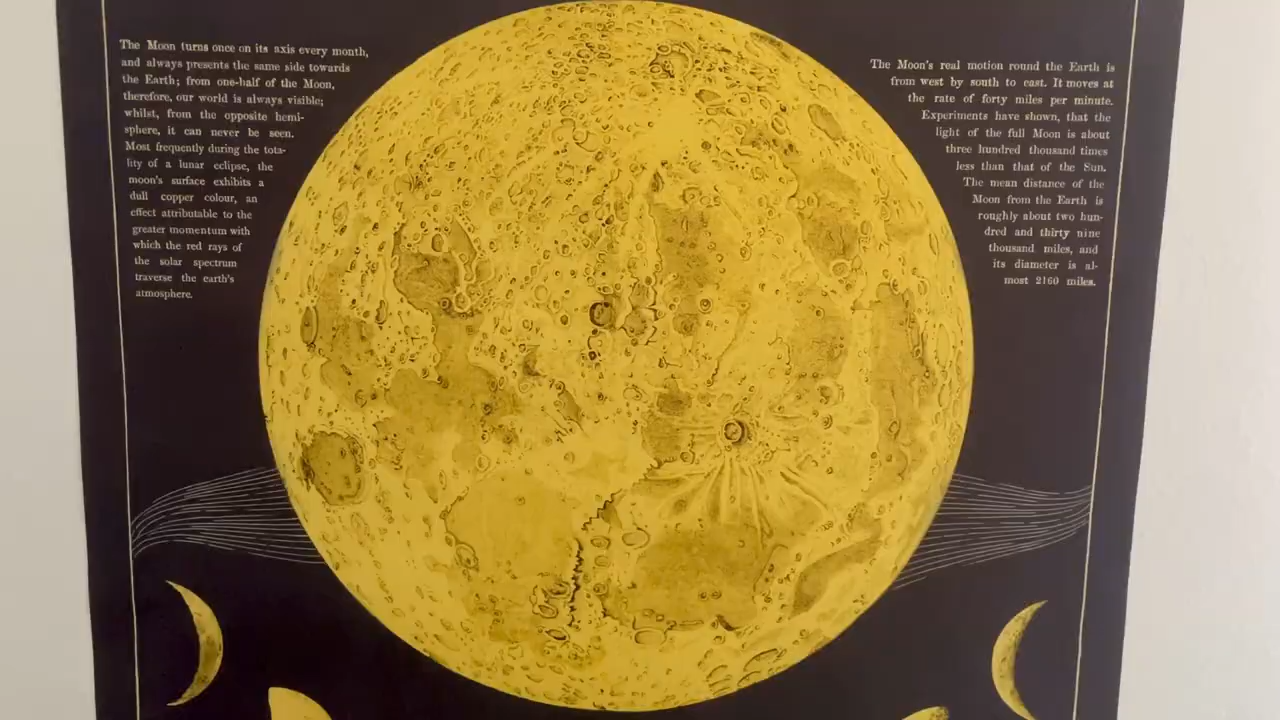 The Moon turns once on its axis every month,
and always presents the same side towards
the Earth; from one-half of the Moon,
therefore, our world is always visible;
whilst, from the opposite hemi-
sphere, it can never be seen.
Most frequently during the tota-
lity of a lunar eclipse, the
moon's surface exhibits a
dull copper colour, an
effect attributable to the
greater momentum with
which the red rays of
the solar spectrum
traverse the earth's
atmosphere.
The Moon's real motion round the Earth is
from west by south to east. It moves at
the rate of forty miles per minute.
Experiments have shown, that the
light of the full Moon is about
three hundred thousand times
less than that of the Sun.
The mean distance of the
Moon from the Earth is
roughly about two hun-
dred and thirty nine
thousand miles, and
its diameter is al-
most 2160 miles.